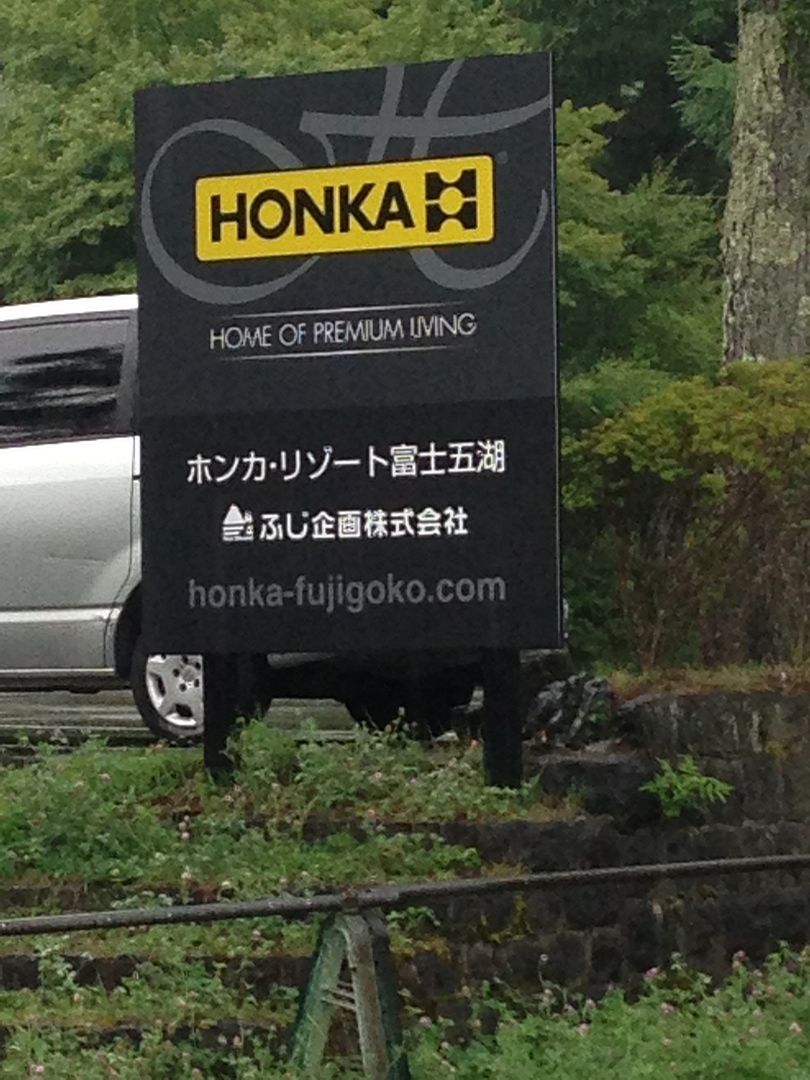 HONKA
HOME OF PREMIUM LIVING
ホンカ・リゾート富士五湖
ふじ企画株式会社
honka-fujigoko.com